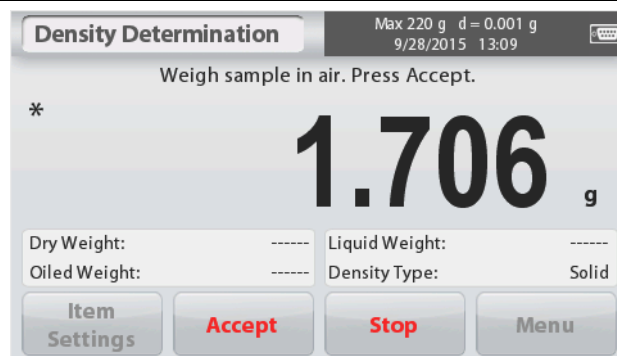 Density Determination
Max 220 g d = 0.001 g
9/28/2015 13:09
Weigh sample in air. Press Accept.
*
1.706 g
Dry Weight: ------ Liquid Weight: ------
Oiled Weight: ------ Density Type: Solid
Item Settings
Accept
Stop
Menu